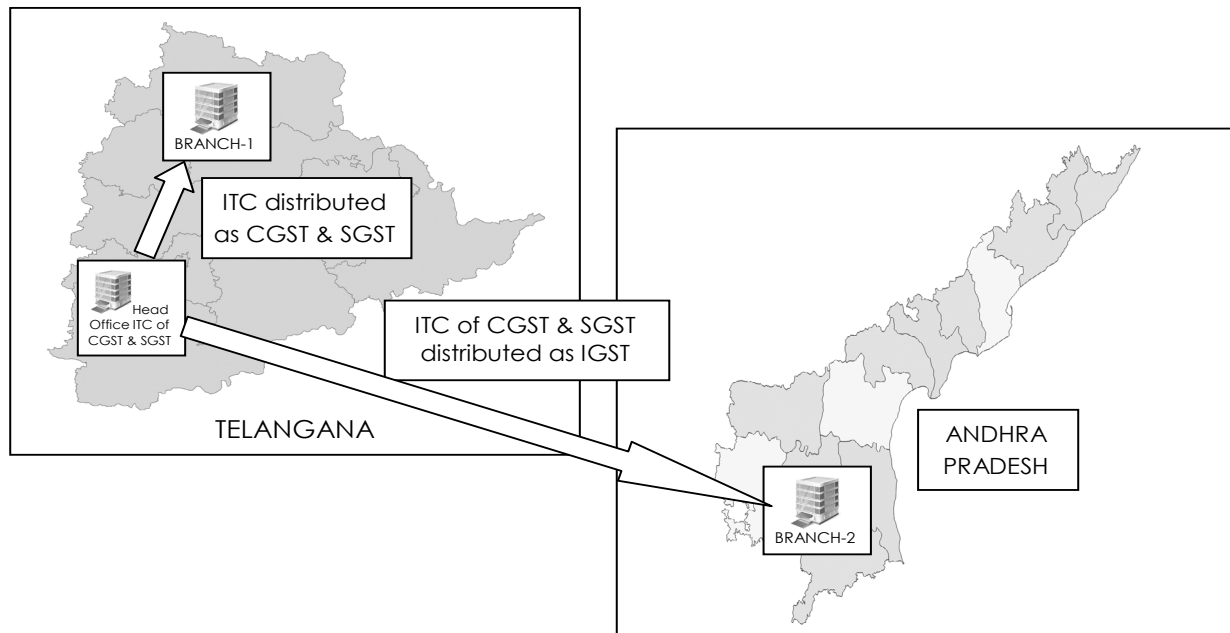 BRANCH-1
ITC distributed
as CGST & SGST
Head
Office ITC of
CGST & SGST
ITC of CGST & SGST
distributed as IGST
TELANGANA
ANDHRA
PRADESH
BRANCH-2